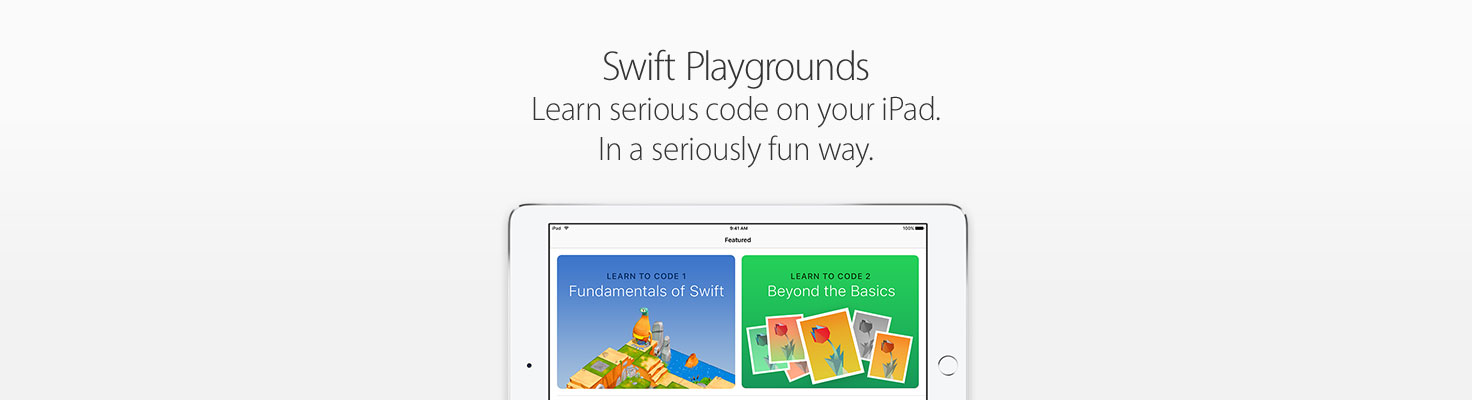 Swift Playgrounds
Learn serious code on your iPad.
In a seriously fun way.
iPad 9:41 AM 100%
Featured
LEARN TO CODE 1
Fundamentals of Swift
LEARN TO CODE 2
Beyond the Basics